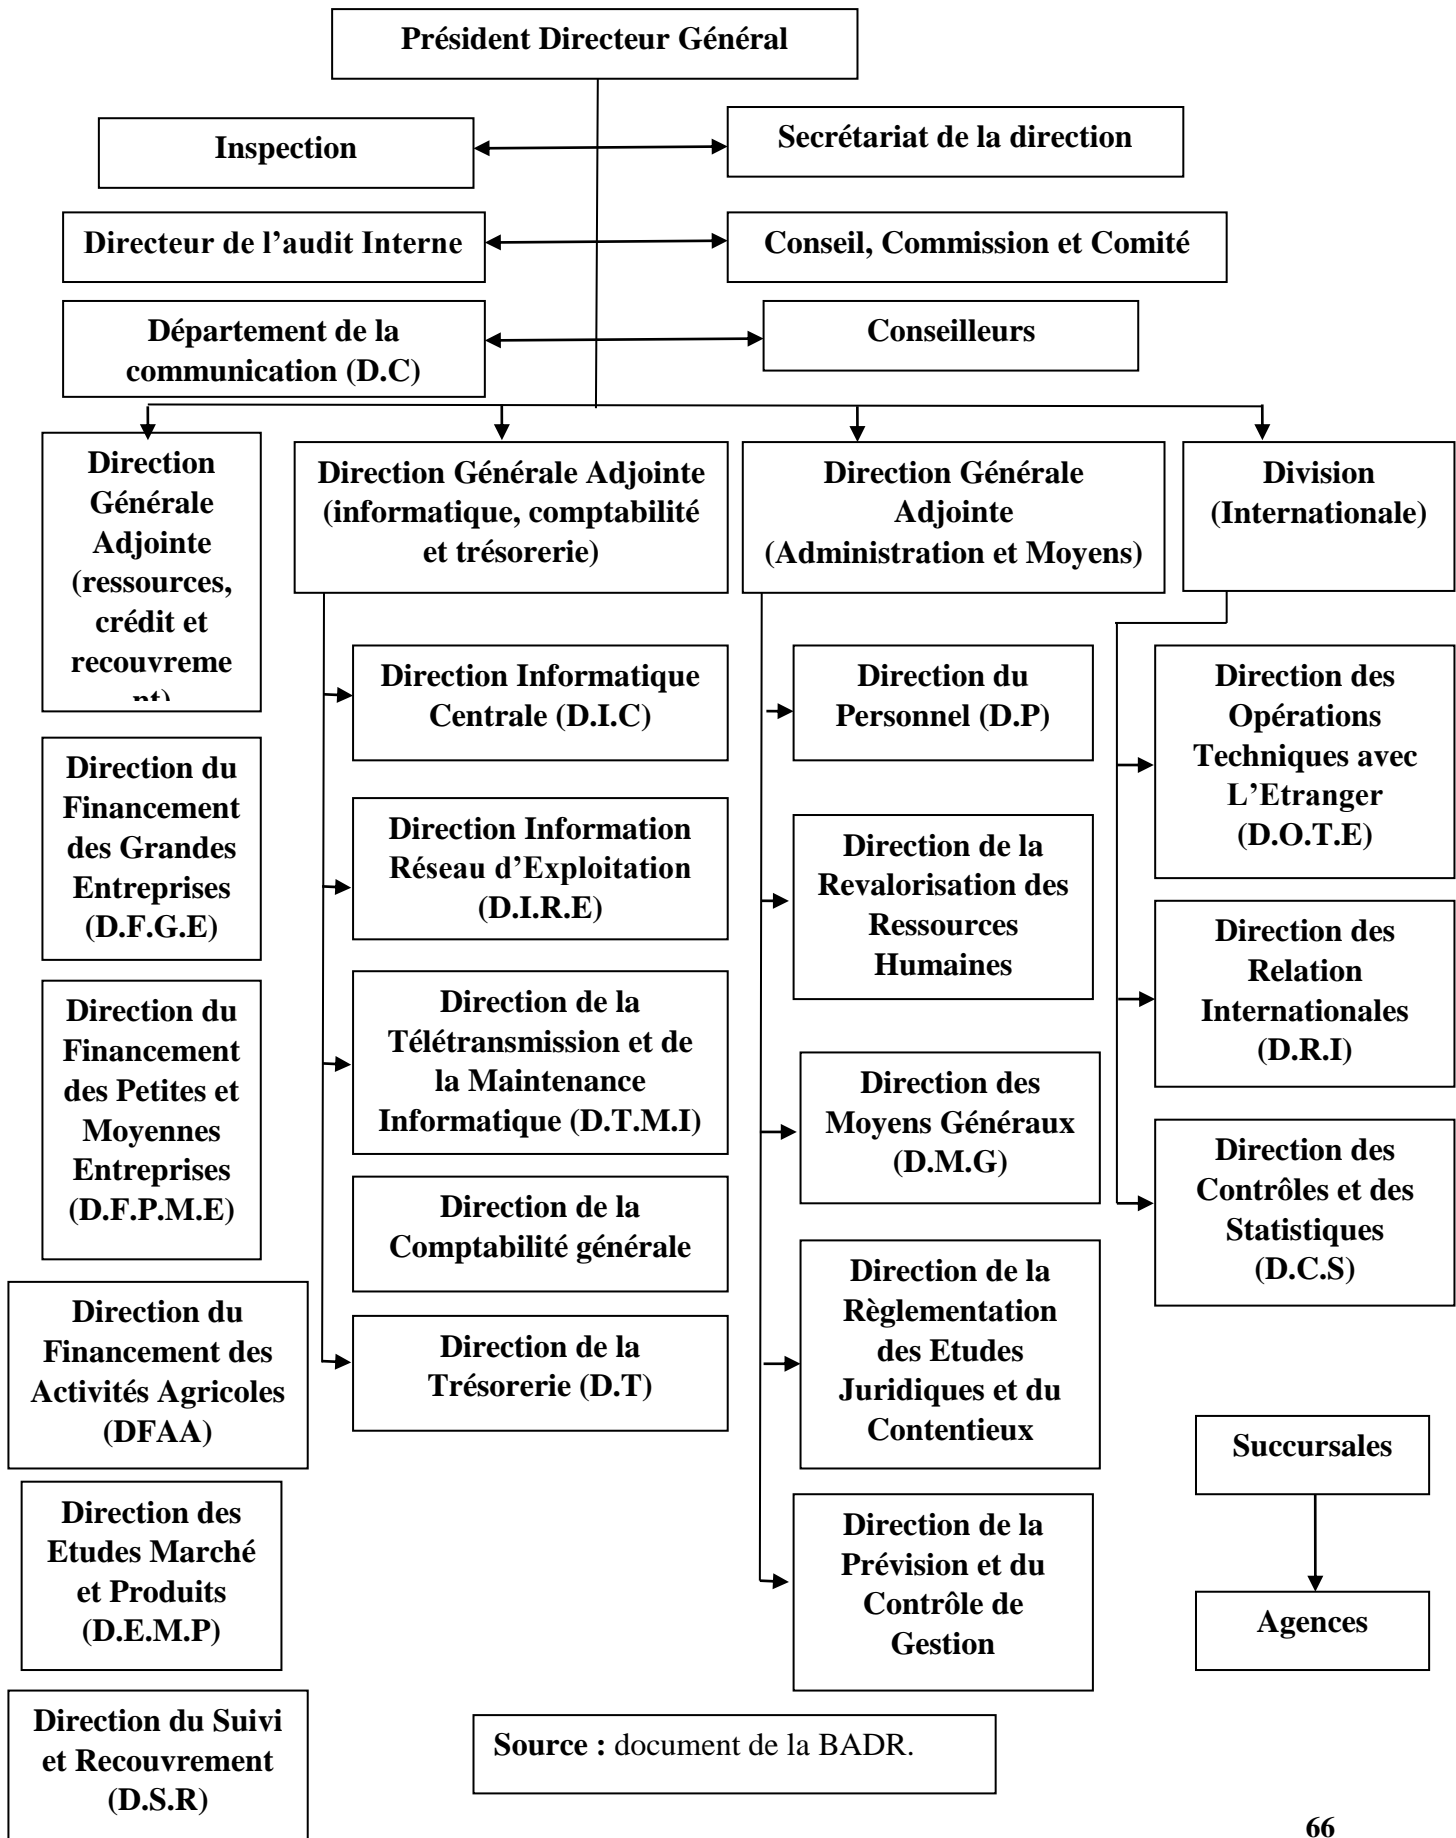 Président Directeur Général
Inspection
Secrétariat de la direction
Directeur de l’audit Interne
Conseil, Commission et Comité
Département de la
communication (D.C)
Conseilleurs
Direction
Générale
Adjointe
(ressources,
crédit et
recouvreme
nt)
Direction Générale Adjointe
(informatique, comptabilité
et trésorerie)
Direction Générale
Adjointe
(Administration et Moyens)
Division
(Internationale)
Direction du
Financement
des Grandes
Entreprises
(D.F.G.E)
Direction du
Financement
des Petites et
Moyennes
Entreprises
(D.F.P.M.E)
Direction du
Financement des
Activités Agricoles
(DFAA)
Direction des
Etudes Marché
et Produits
(D.E.M.P)
Direction du Suivi
et Recouvrement
(D.S.R)
Direction Informatique
Centrale (D.I.C)
Direction Information
Réseau d’Exploitation
(D.I.R.E)
Direction de la
Télétransmission et de
la Maintenance
Informatique (D.T.M.I)
Direction de la
Comptabilité générale
Direction de la
Trésorerie (D.T)
Direction du
Personnel (D.P)
Direction de la
Revalorisation des
Ressources
Humaines
Direction des
Moyens Généraux
(D.M.G)
Direction de la
Règlementation
des Etudes
Juridiques et du
Contentieux
Direction de la
Prévision et du
Contrôle de
Gestion
Direction des
Opérations
Techniques avec
L’Etranger
(D.O.T.E)
Direction des
Relation
Internationales
(D.R.I)
Direction des
Contrôles et des
Statistiques
(D.C.S)
Succursales
Agences
Source : document de la BADR.
66